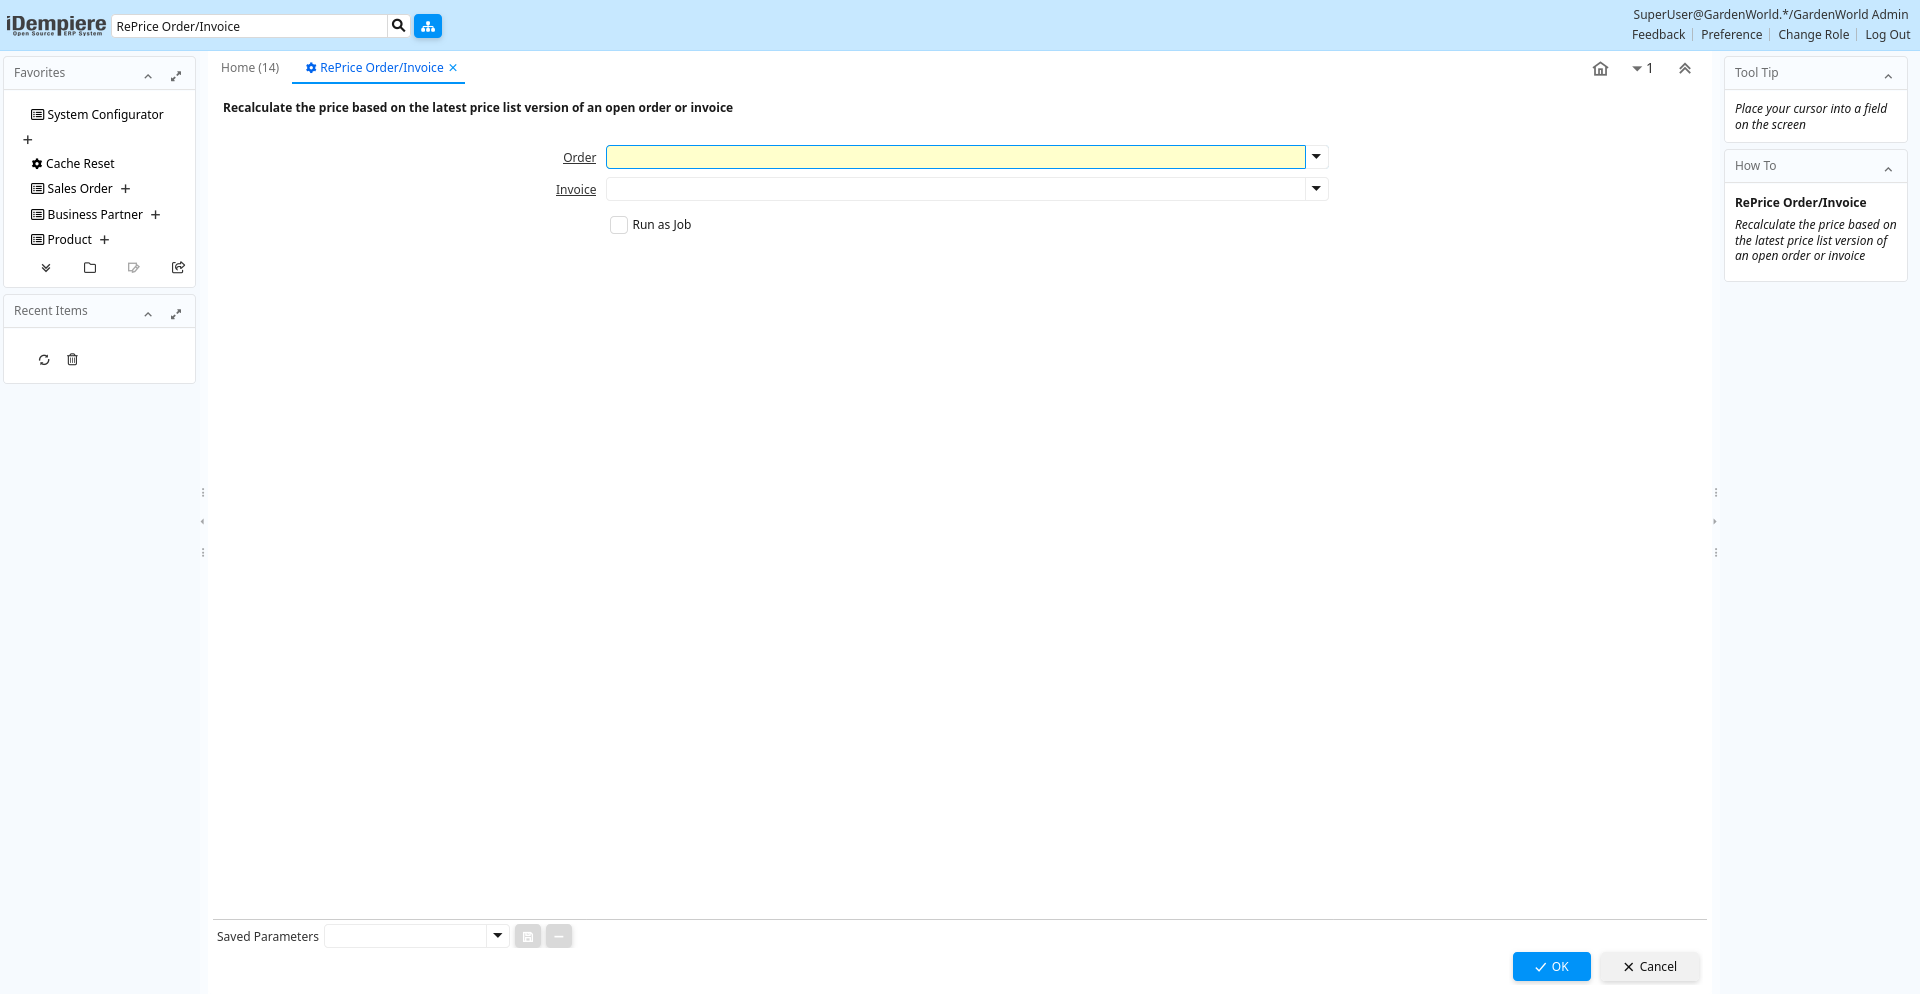 iDempiere
Open Source ERP System
RePrice Order/Invoice
SuperUser@GardenWorld.*/GardenWorld Admin
Feedback
Preference
Change Role
Log Out
Favorites
System Configurator
Cache Reset
Sales Order
Business Partner
Product
Recent Items
Home (14)
RePrice Order/Invoice
1
Recalculate the price based on the latest price list version of an open order or invoice
Order
Invoice
Run as Job
Saved Parameters
OK
Cancel
Tool Tip
Place your cursor into a field
on the screen
How To
RePrice Order/Invoice
Recalculate the price based on
the latest price list version of
an open order or invoice